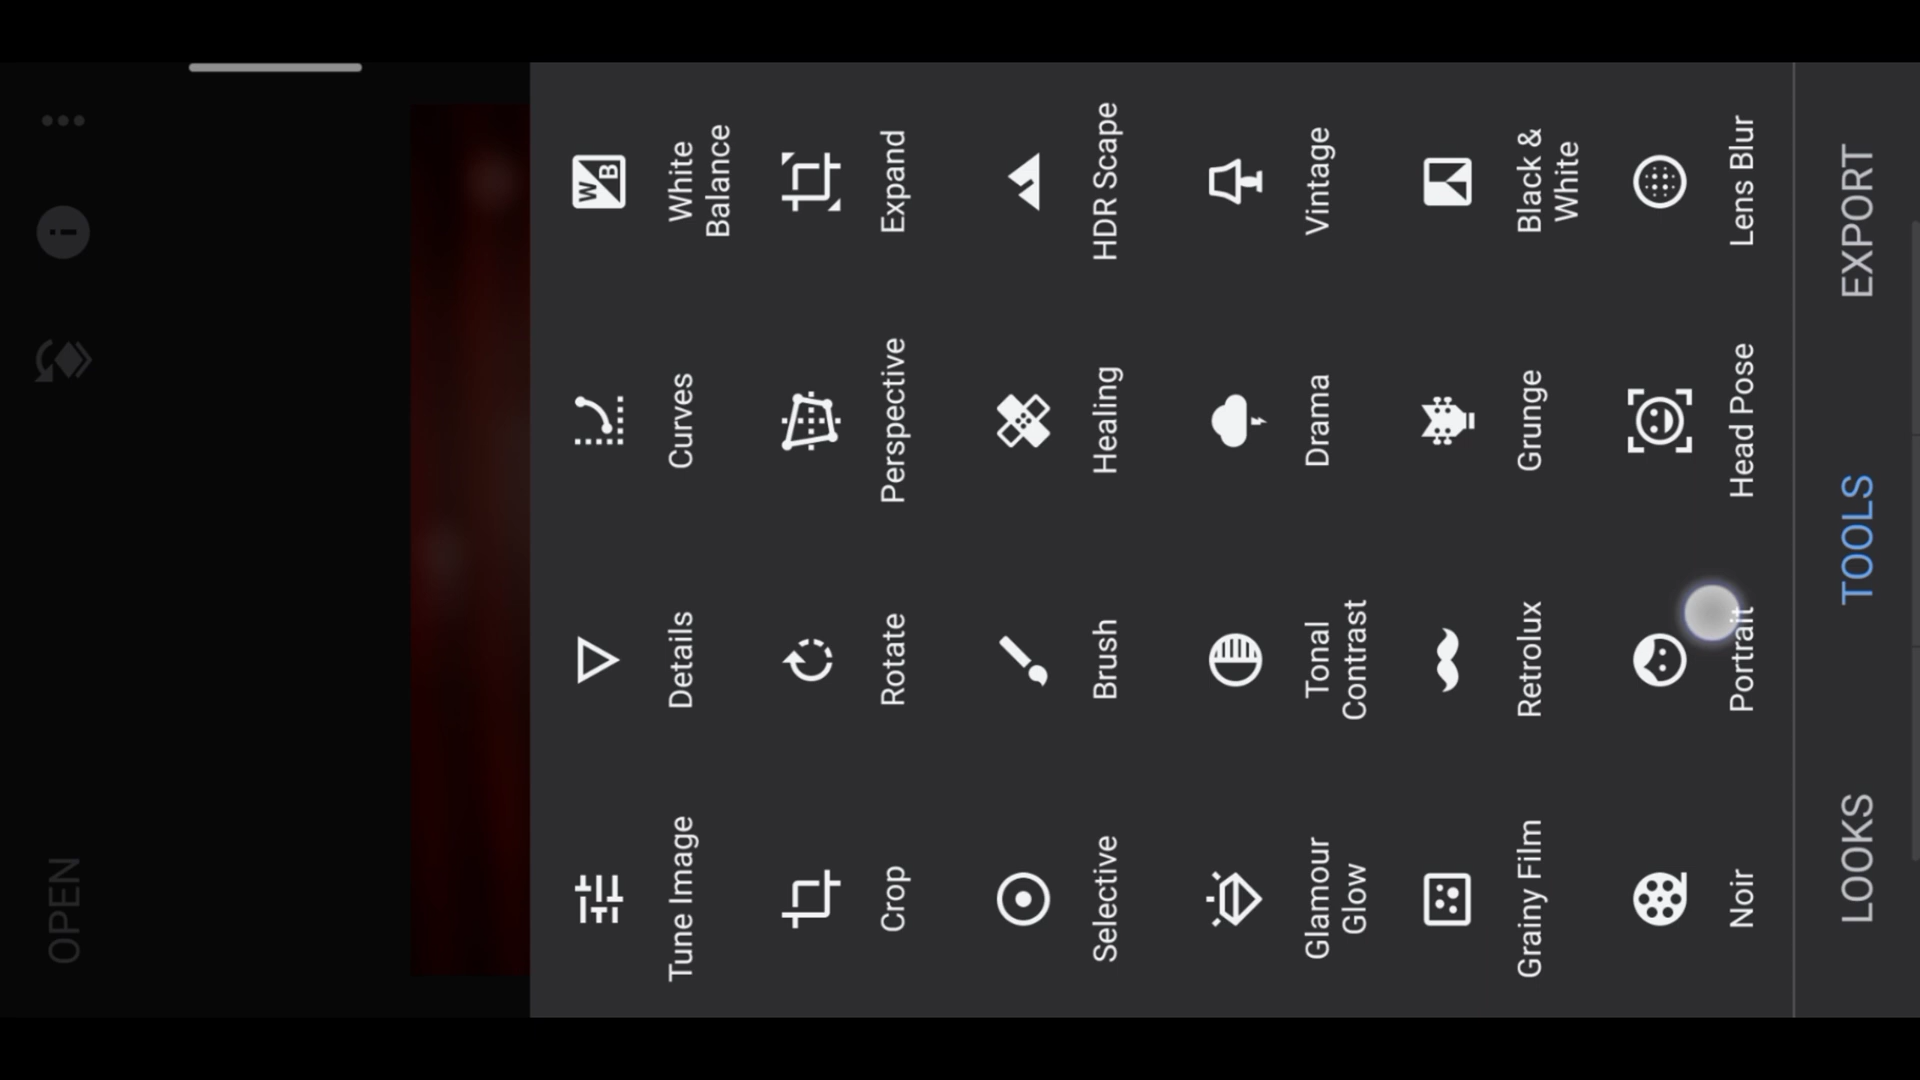 OPEN
Tune Image
Details
Curves
White
Balance
Crop
Rotate
Perspective
Expand
Selective
Brush
Healing
HDR Scape
Glamour
Glow
Tonal
Contrast
Drama
Vintage
Grainy Film
Retrolux
Grunge
Black &
White
Noir
Portrait
Head Pose
Lens Blur
LOOKS
TOOLS
EXPORT